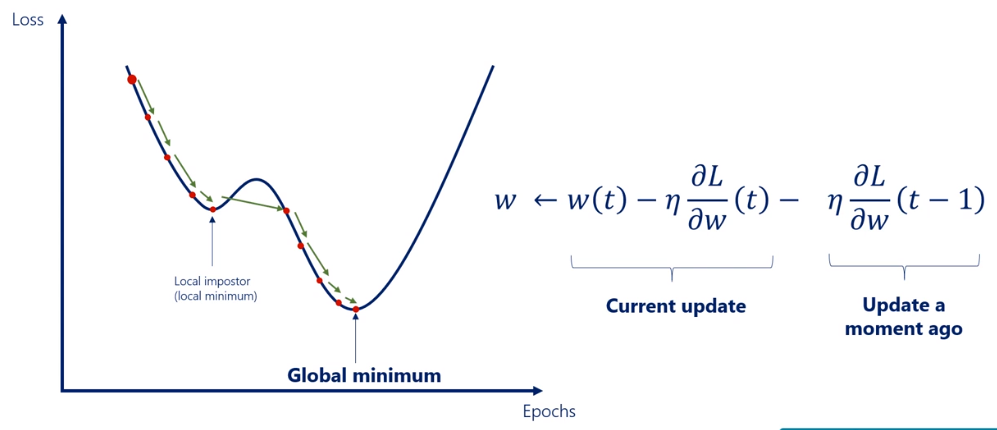 Loss
w ← w(t) − η ∂L/∂w (t) − η ∂L/∂w (t − 1)
Local impostor
(local minimum)
Current update
Update a
moment ago
Global minimum
Epochs